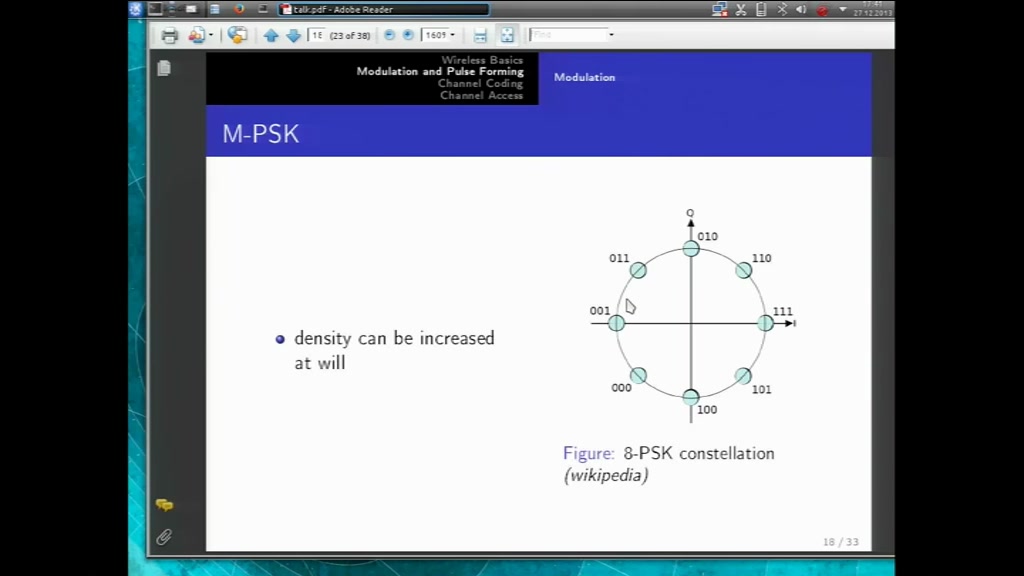 talk.pdf - Adobe Reader
27.12.2013
18 (23 of 38)
160%
Find
Wireless Basics
Modulation and Pulse Forming
Channel Coding
Channel Access
Modulation
M-PSK
Q
010
011
110
001
111
I
000
101
100
density can be increased
at will
Figure: 8-PSK constellation
(wikipedia)
18 / 33